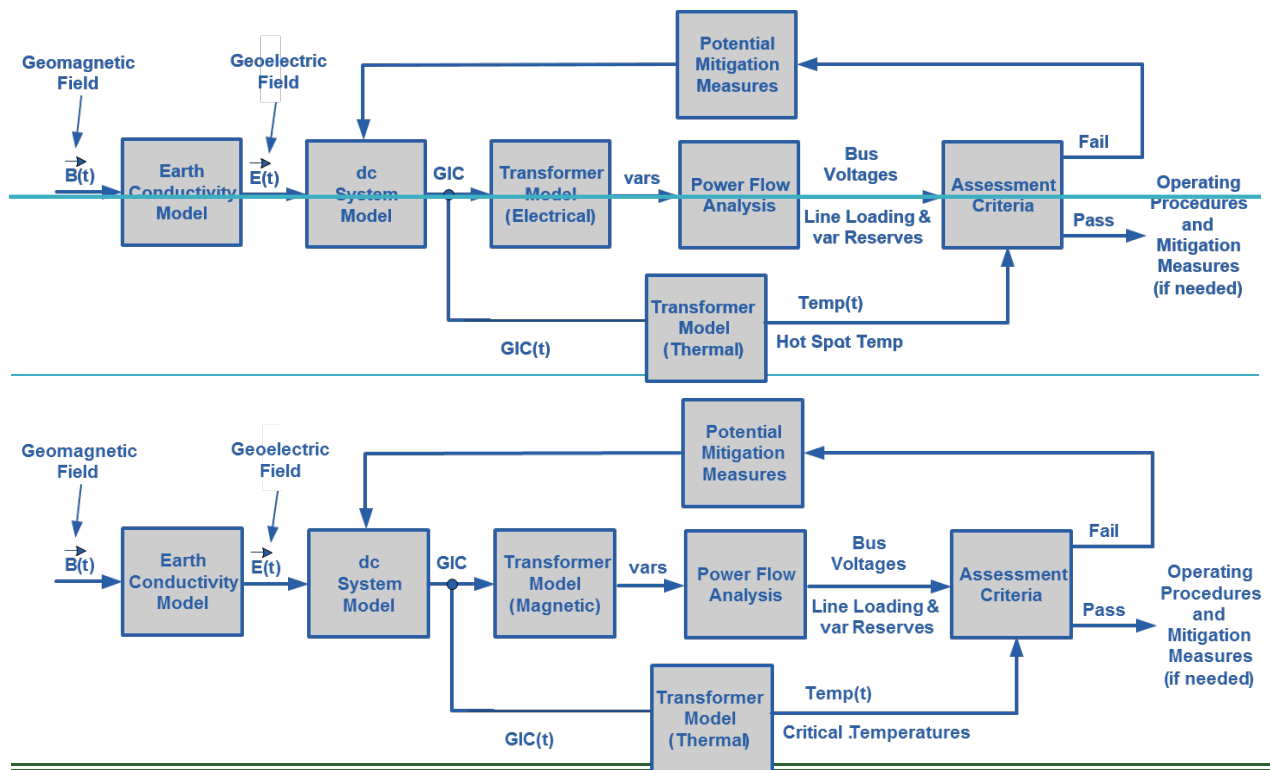 Geomagnetic
Field
Geoelectric
Field
Potential
Mitigation
Measures
B(t)
Earth
Conductivity
Model
E(t)
dc
System
Model
GIC
Transformer
Model
(Electrical)
vars
Power Flow
Analysis
Bus
Voltages
Line Loading &
var Reserves
Assessment
Criteria
Fail
Pass
Operating
Procedures
and
Mitigation
Measures
(if needed)
GIC(t)
Transformer
Model
(Thermal)
Temp(t)
Hot Spot Temp
Geomagnetic
Field
Geoelectric
Field
Potential
Mitigation
Measures
B(t)
Earth
Conductivity
Model
E(t)
dc
System
Model
GIC
Transformer
Model
(Magnetic)
vars
Power Flow
Analysis
Bus
Voltages
Line Loading &
var Reserves
Assessment
Criteria
Fail
Pass
Operating
Procedures
and
Mitigation
Measures
(if needed)
GIC(t)
Transformer
Model
(Thermal)
Temp(t)
Critical .Temperatures